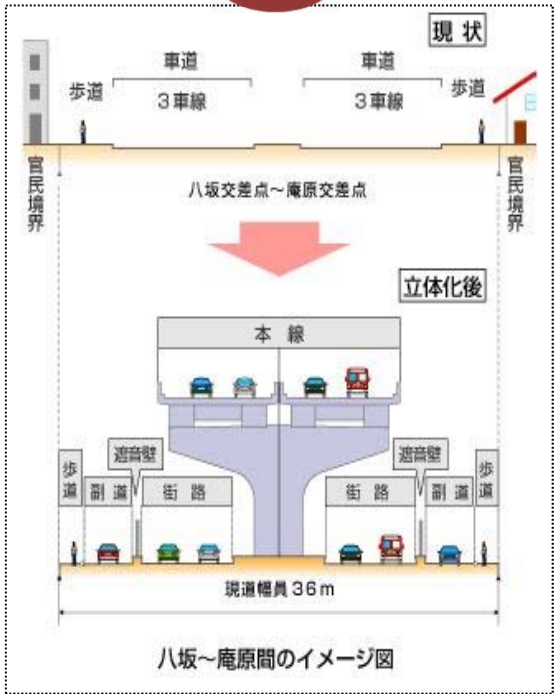 現状
車道
車道
歩道
3車線
3車線
歩道
官民境界
八坂交差点～庵原交差点
官民境界
立体化後
本線
遮音壁
遮音壁
歩道
副道
街路
街路
副道
歩道
現道幅員36m
八坂～庵原間のイメージ図